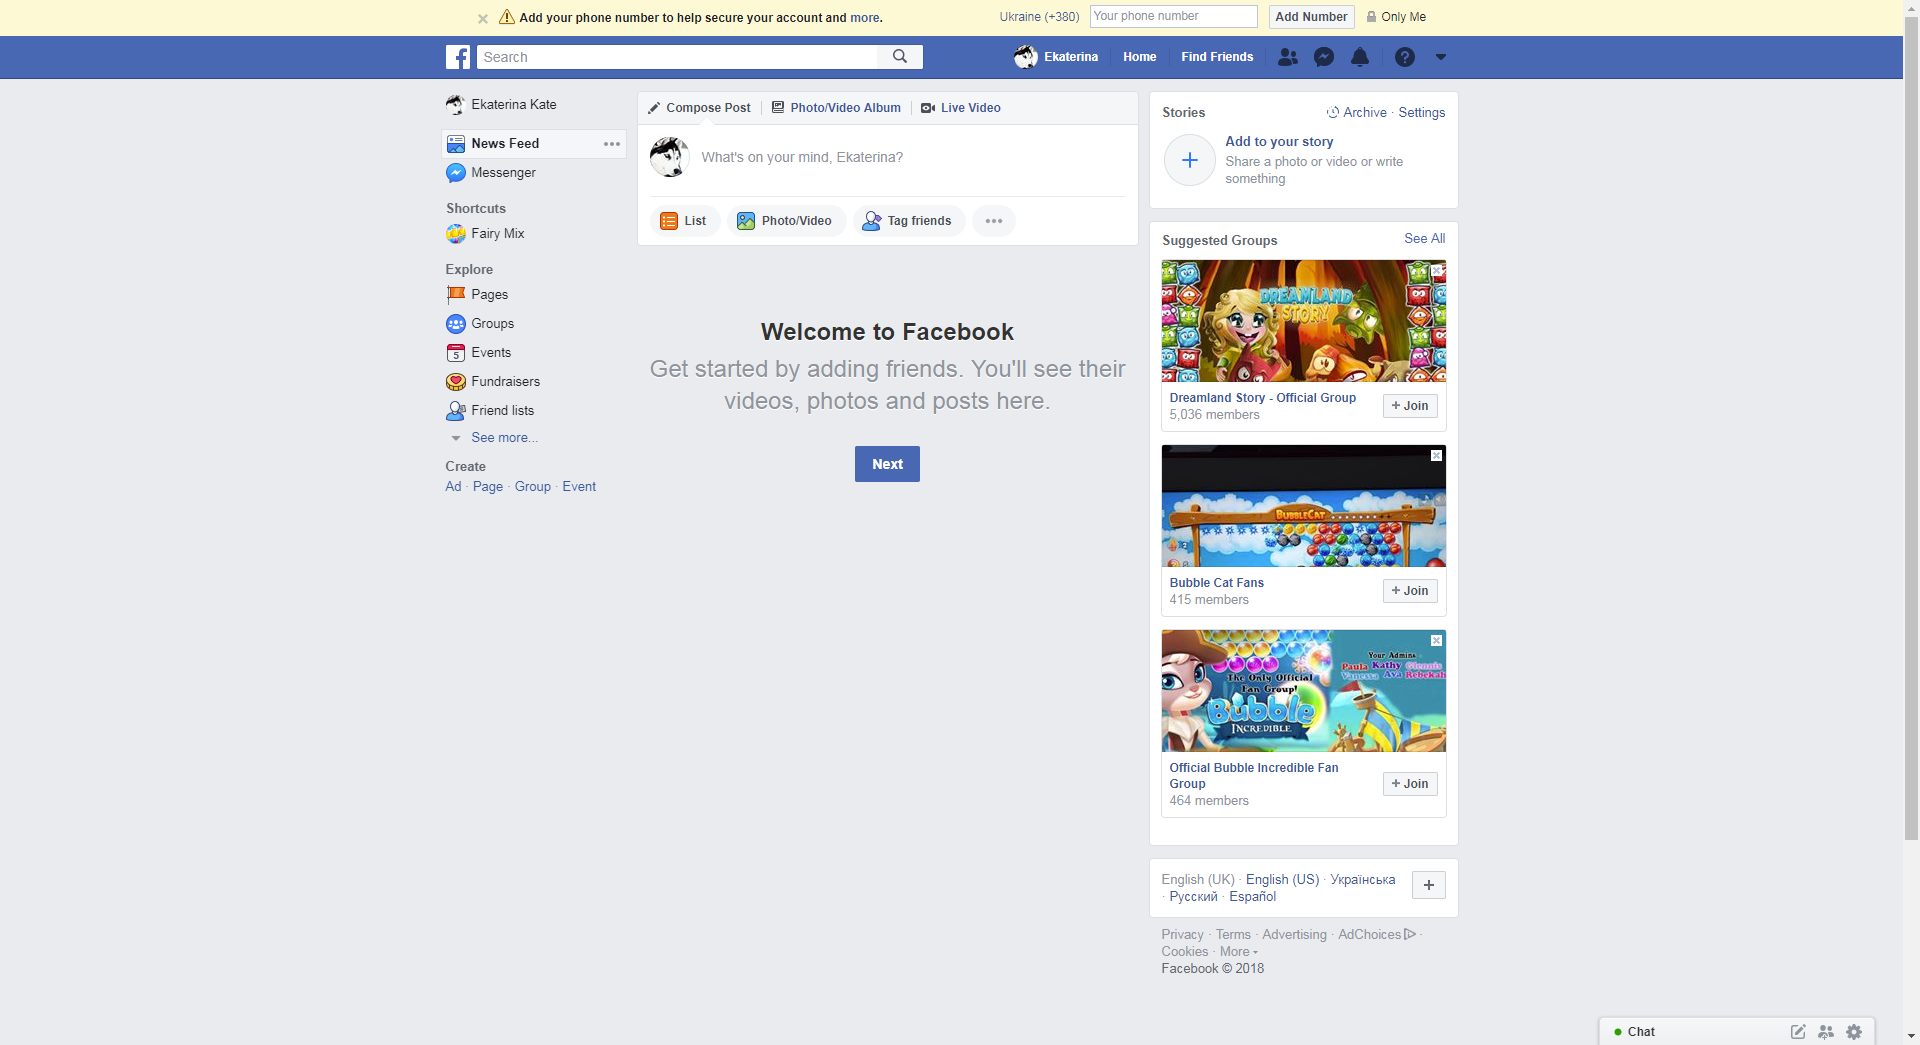 Add your phone number to help secure your account and more.
Ukraine (+380) Your phone number Add Number Only Me
Search
Ekaterina Home Find Friends
Ekaterina Kate
News Feed
Messenger
Shortcuts
Fairy Mix
Explore
Pages
Groups
5
Events
Fundraisers
Friend lists
See more...
Create
Ad · Page · Group · Event
Compose Post Photo/Video Album Live Video
What's on your mind, Ekaterina?
List Photo/Video Tag friends
Welcome to Facebook
Get started by adding friends. You'll see their
videos, photos and posts here.
Next
Stories Archive · Settings
Add to your story
Share a photo or video or write
something
Suggested Groups See All
DREAMLAND
STORY
Dreamland Story - Official Group
5,036 members
+ Join
BUBBLECAT
Bubble Cat Fans
415 members
+ Join
Your Admins
Paula Kathy Glennis
Vanessa Ava Rebekah
The Only Official
Fan Group!
Bubble
INCREDIBLE
Official Bubble Incredible Fan
Group
464 members
+ Join
English (UK) · English (US) · Українська
· Русский · Español
Privacy · Terms · Advertising · AdChoices ·
Cookies · More
Facebook © 2018
Chat